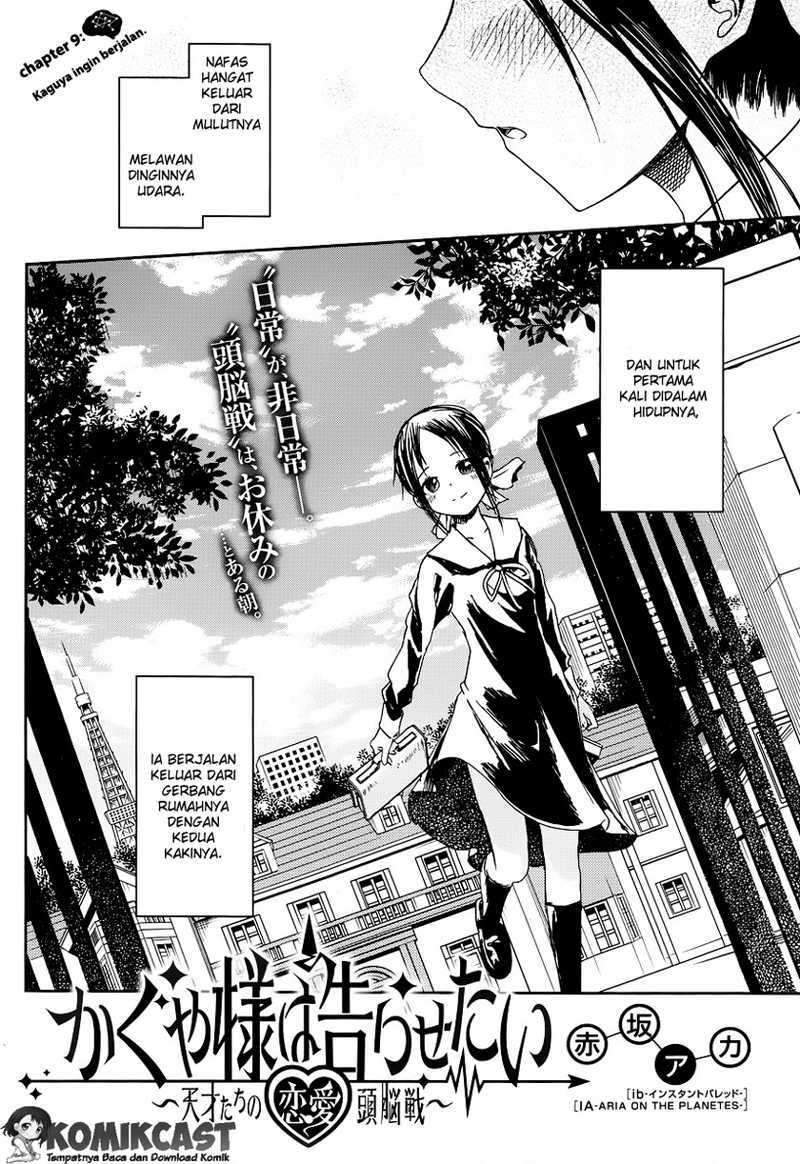 chapter 9:
Kaguya ingin berjalan.
NAFAS
HANGAT
KELUAR
DARI
MULUTNYA
MELAWAN
DINGINNYA
UDARA.
DAN UNTUK
PERTAMA
KALI DIDALAM
HIDUPNYA,
〝日常〟が、非日常──。
〝頭脳戦〟は、お休みの
…とある朝。
IA BERJALAN
KELUAR DARI
GERBANG
RUMAHNYA
DENGAN
KEDUA
KAKINYA.
かぐや様は告らせたい
～天才たちの恋愛頭脳戦～
赤坂アカ
[ib-インスタントバレット-]
[IA-ARIA ON THE PLANETES-]
KOMIKCAST
Tempatnya Baca dan Download Komik